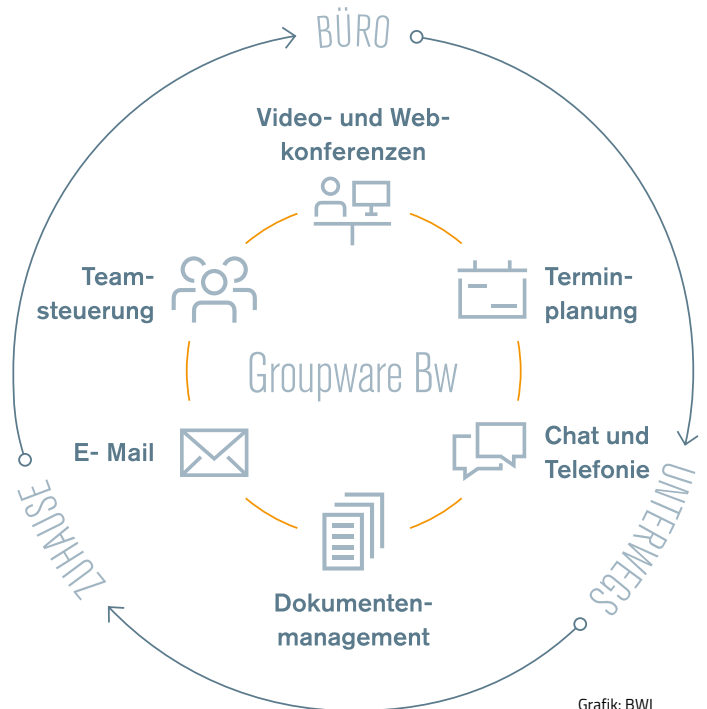 BÜRO
Video- und Web-
konferenzen
Team-
steuerung
Termin-
planung
Groupware Bw
E- Mail
Chat und
Telefonie
ZUHAUSE
UNTERWEGS
Dokumenten-
management
Grafik: BWI